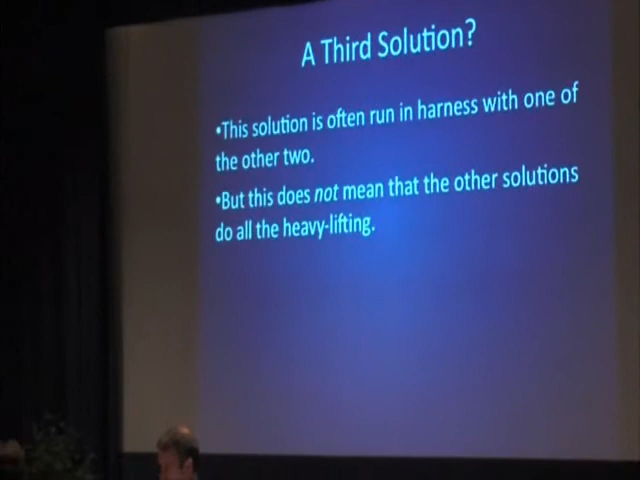 A Third Solution?
•This solution is often run in harness with one of
the other two.
•But this does not mean that the other solutions
do all the heavy-lifting.